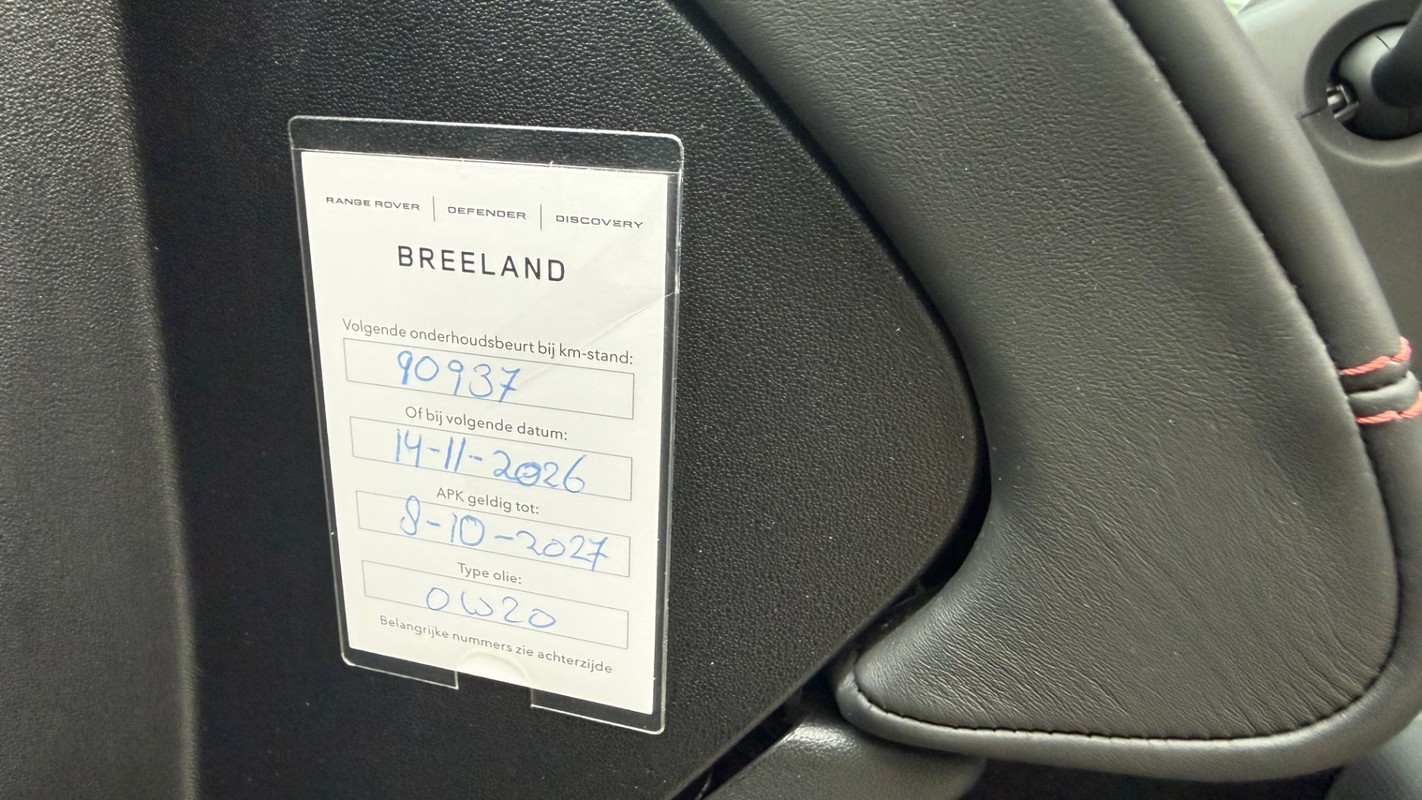 RANGE ROVER | DEFENDER | DISCOVERY
BREELAND
Volgende onderhoudsbeurt bij km-stand:
90937
Of bij volgende datum:
14-11-2026
APK geldig tot:
8-10-2027
Type olie:
0W20
Belangrijke nummers zie achterzijde